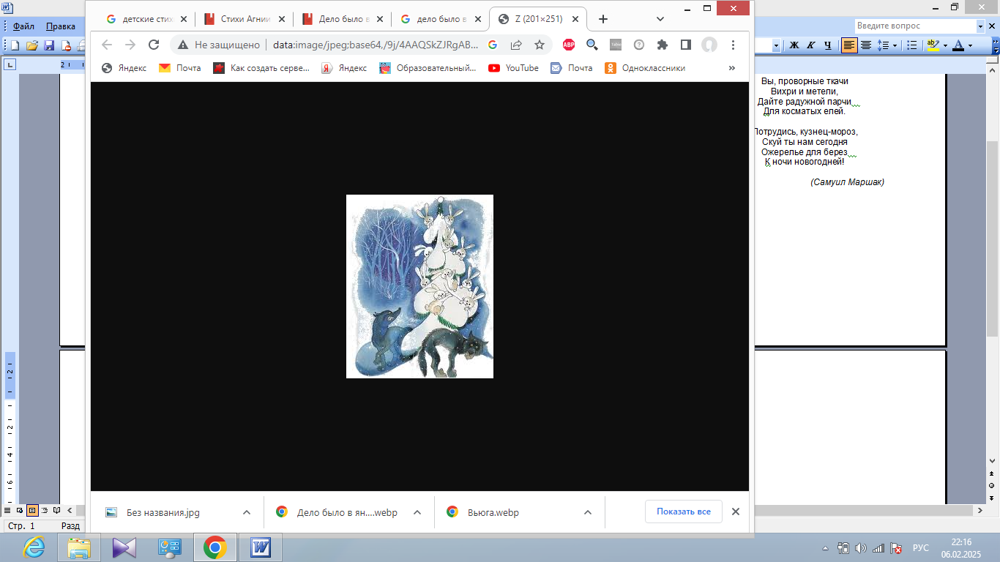 детские стих
Стихи Агнии
Дело было в
дело было в
Z (201×251)
Файл
Правка
Введите вопрос
Не защищено
data:image/jpeg;base64,/9j/4AAQSkZJRgAB...
ABP
Ж К Ч
Яндекс
Почта
Как создать серве...
Яндекс
Образовательный...
YouTube
Почта
Одноклассники
»
Вы, проворные ткачи
Вихри и метели,
Дайте радужной парчи
Для косматых елей.
Потрудись, кузнец-мороз,
Скуй ты нам сегодня
Ожерелье для берез
К ночи новогодней!
(Самуил Маршак)
Без названия.jpg
Дело было в ян....webp
Вьюга.webp
Показать все
Стр. 1
Разд
РУС
22:16
06.02.2025